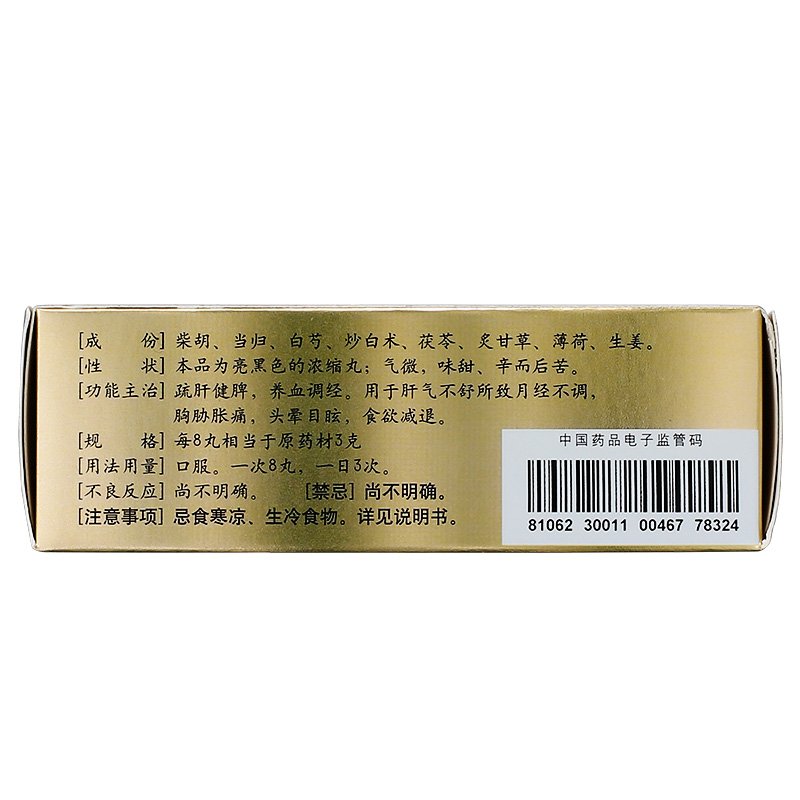 [成　份] 柴胡、当归、白芍、炒白术、茯苓、炙甘草、薄荷、生姜。
[性　状] 本品为亮黑色的浓缩丸；气微，味甜、辛而后苦。
[功能主治] 疏肝健脾，养血调经。用于肝气不舒所致月经不调，
胸胁胀痛，头晕目眩，食欲减退。
[规　格] 每8丸相当于原药材3克
[用法用量] 口服。一次8丸，一日3次。
[不良反应] 尚不明确。 [禁忌] 尚不明确。
[注意事项] 忌食寒凉、生冷食物。详见说明书。
中国药品电子监管码
81062 30011 00467 78324